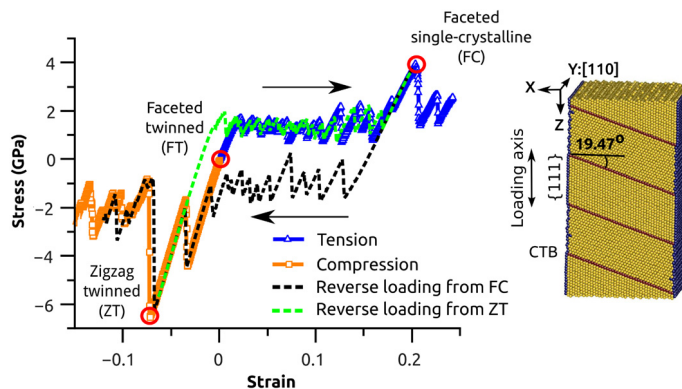 Faceted
single-crystalline
(FC)
Faceted
twinned
(FT)
Zigzag
twinned
(ZT)
Tension
Compression
Reverse loading from FC
Reverse loading from ZT
Stress (GPa)
4
2
0
−2
−4
−6
−0.1
0
0.1
0.2
Strain
Y:[110]
X
Z
19.47°
Loading axis
{111}
CTB